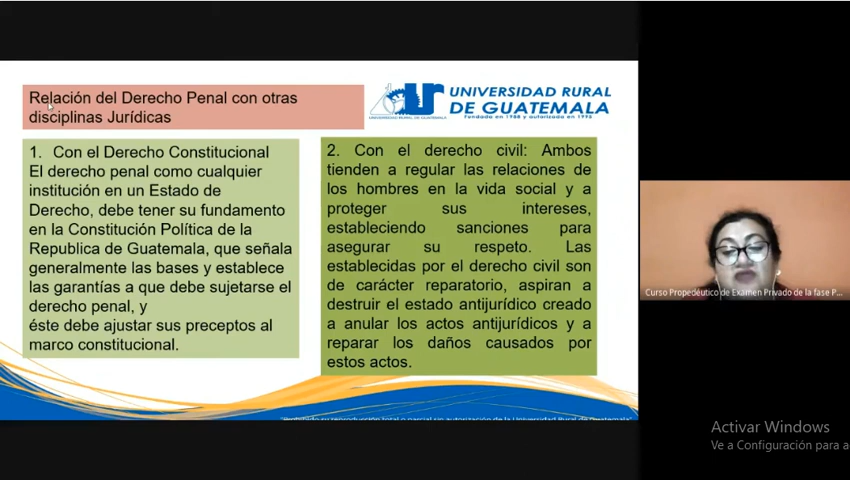 Relación del Derecho Penal con otras
disciplinas Jurídicas
UNIVERSIDAD RURAL
DE GUATEMALA
1. Con el Derecho Constitucional
El derecho penal como cualquier
institución en un Estado de
Derecho, debe tener su fundamento
en la Constitución Política de la
Republica de Guatemala, que señala
generalmente las bases y establece
las garantías a que debe sujetarse el
derecho penal, y
éste debe ajustar sus preceptos al
marco constitucional.
2. Con el derecho civil: Ambos
tienden a regular las relaciones de
los hombres en la vida social y a
proteger sus intereses,
estableciendo sanciones para
asegurar su respeto. Las
establecidas por el derecho civil son
de carácter reparatorio, aspiran a
destruir el estado antijurídico creado
a anular los actos antijurídicos y a
reparar los daños causados por
estos actos.
Curso Propedéutico de Examen Privado de la fase P...
Activar Windows
Ve a Configuración para a